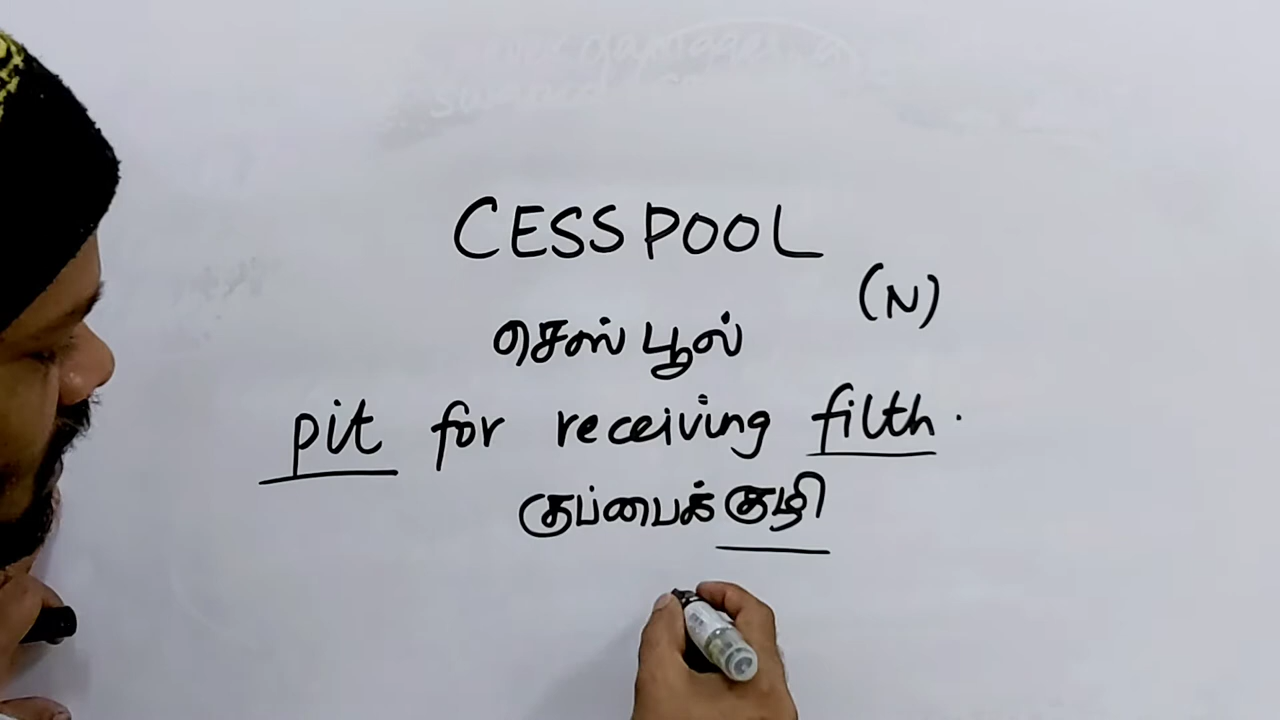 CESSPOOL
(N)
செஸ் பூல்
pit for receiving filth.
குப்பைக் குழி